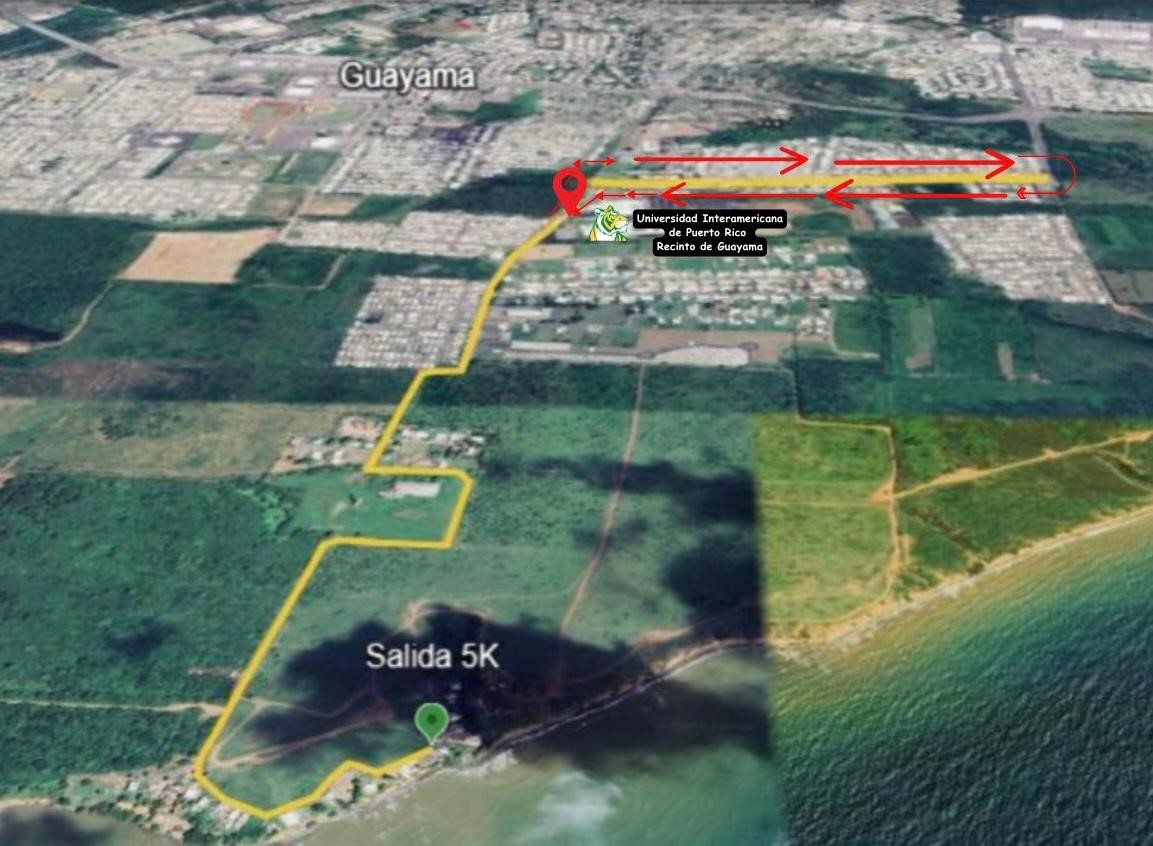 Guayama
Universidad Interamericana
de Puerto Rico
Recinto de Guayama
Salida 5K